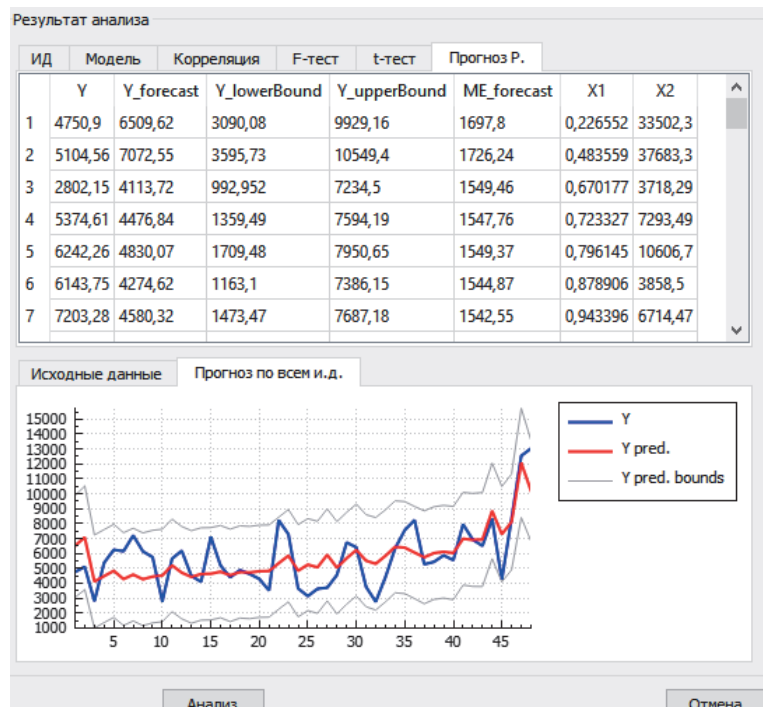 Результат анализа
ИД Модель Корреляция F-тест t-тест Прогноз Р.
Y Y_forecast Y_lowerBound Y_upperBound ME_forecast X1 X2
1 4750,9 6509,62 3090,08 9929,16 1697,8 0,226552 33502,3
2 5104,56 7072,55 3595,73 10549,4 1726,24 0,483559 37683,3
3 2802,15 4113,72 992,952 7234,5 1549,46 0,670177 3718,29
4 5374,61 4476,84 1359,49 7594,19 1547,76 0,723327 7293,49
5 6242,26 4830,07 1709,48 7950,65 1549,37 0,796145 10606,7
6 6143,75 4274,62 1163,1 7386,15 1544,87 0,878906 3858,5
7 7203,28 4580,32 1473,47 7687,18 1542,55 0,943396 6714,47
Исходные данные Прогноз по всем и.д.
15000
14000
13000
12000
11000
10000
9000
8000
7000
6000
5000
4000
3000
2000
1000
5 10 15 20 25 30 35 40 45
Y
Y pred.
Y pred. bounds
Анализ Отмена